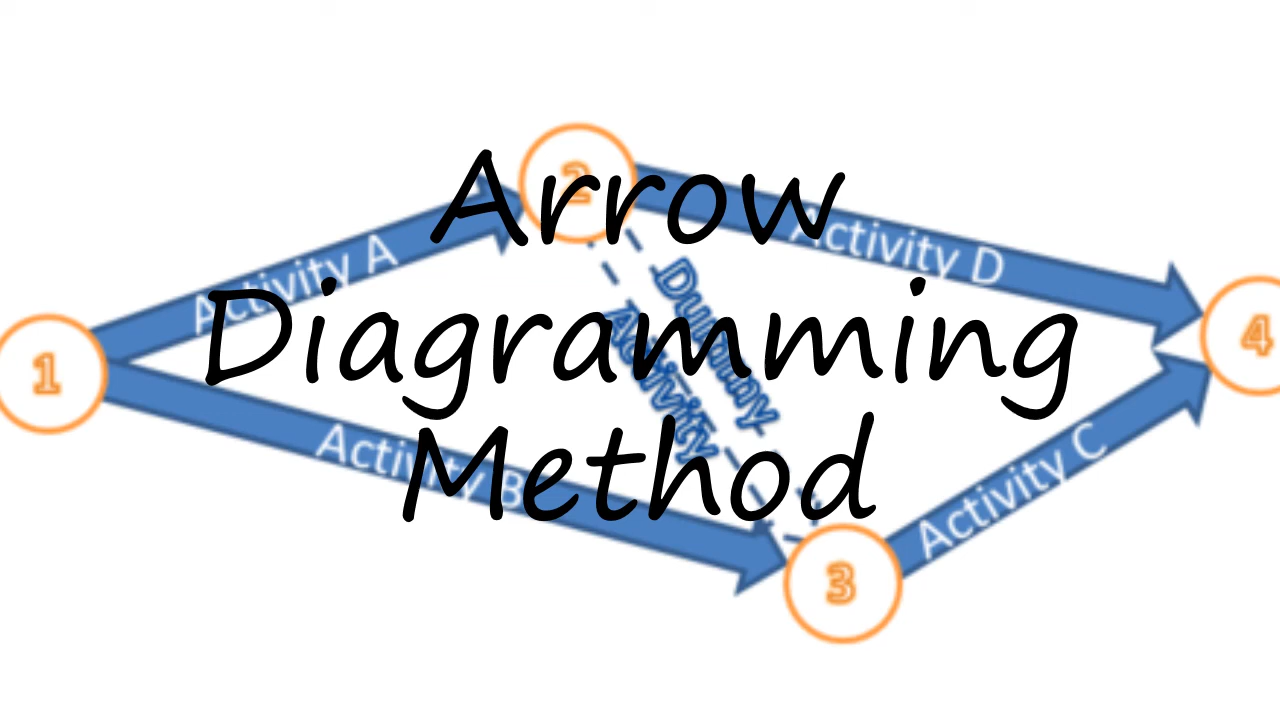 Arrow
Diagramming
Method
1
2
3
4
Activity A
Activity B
Activity C
Activity D
Dummy
Activity